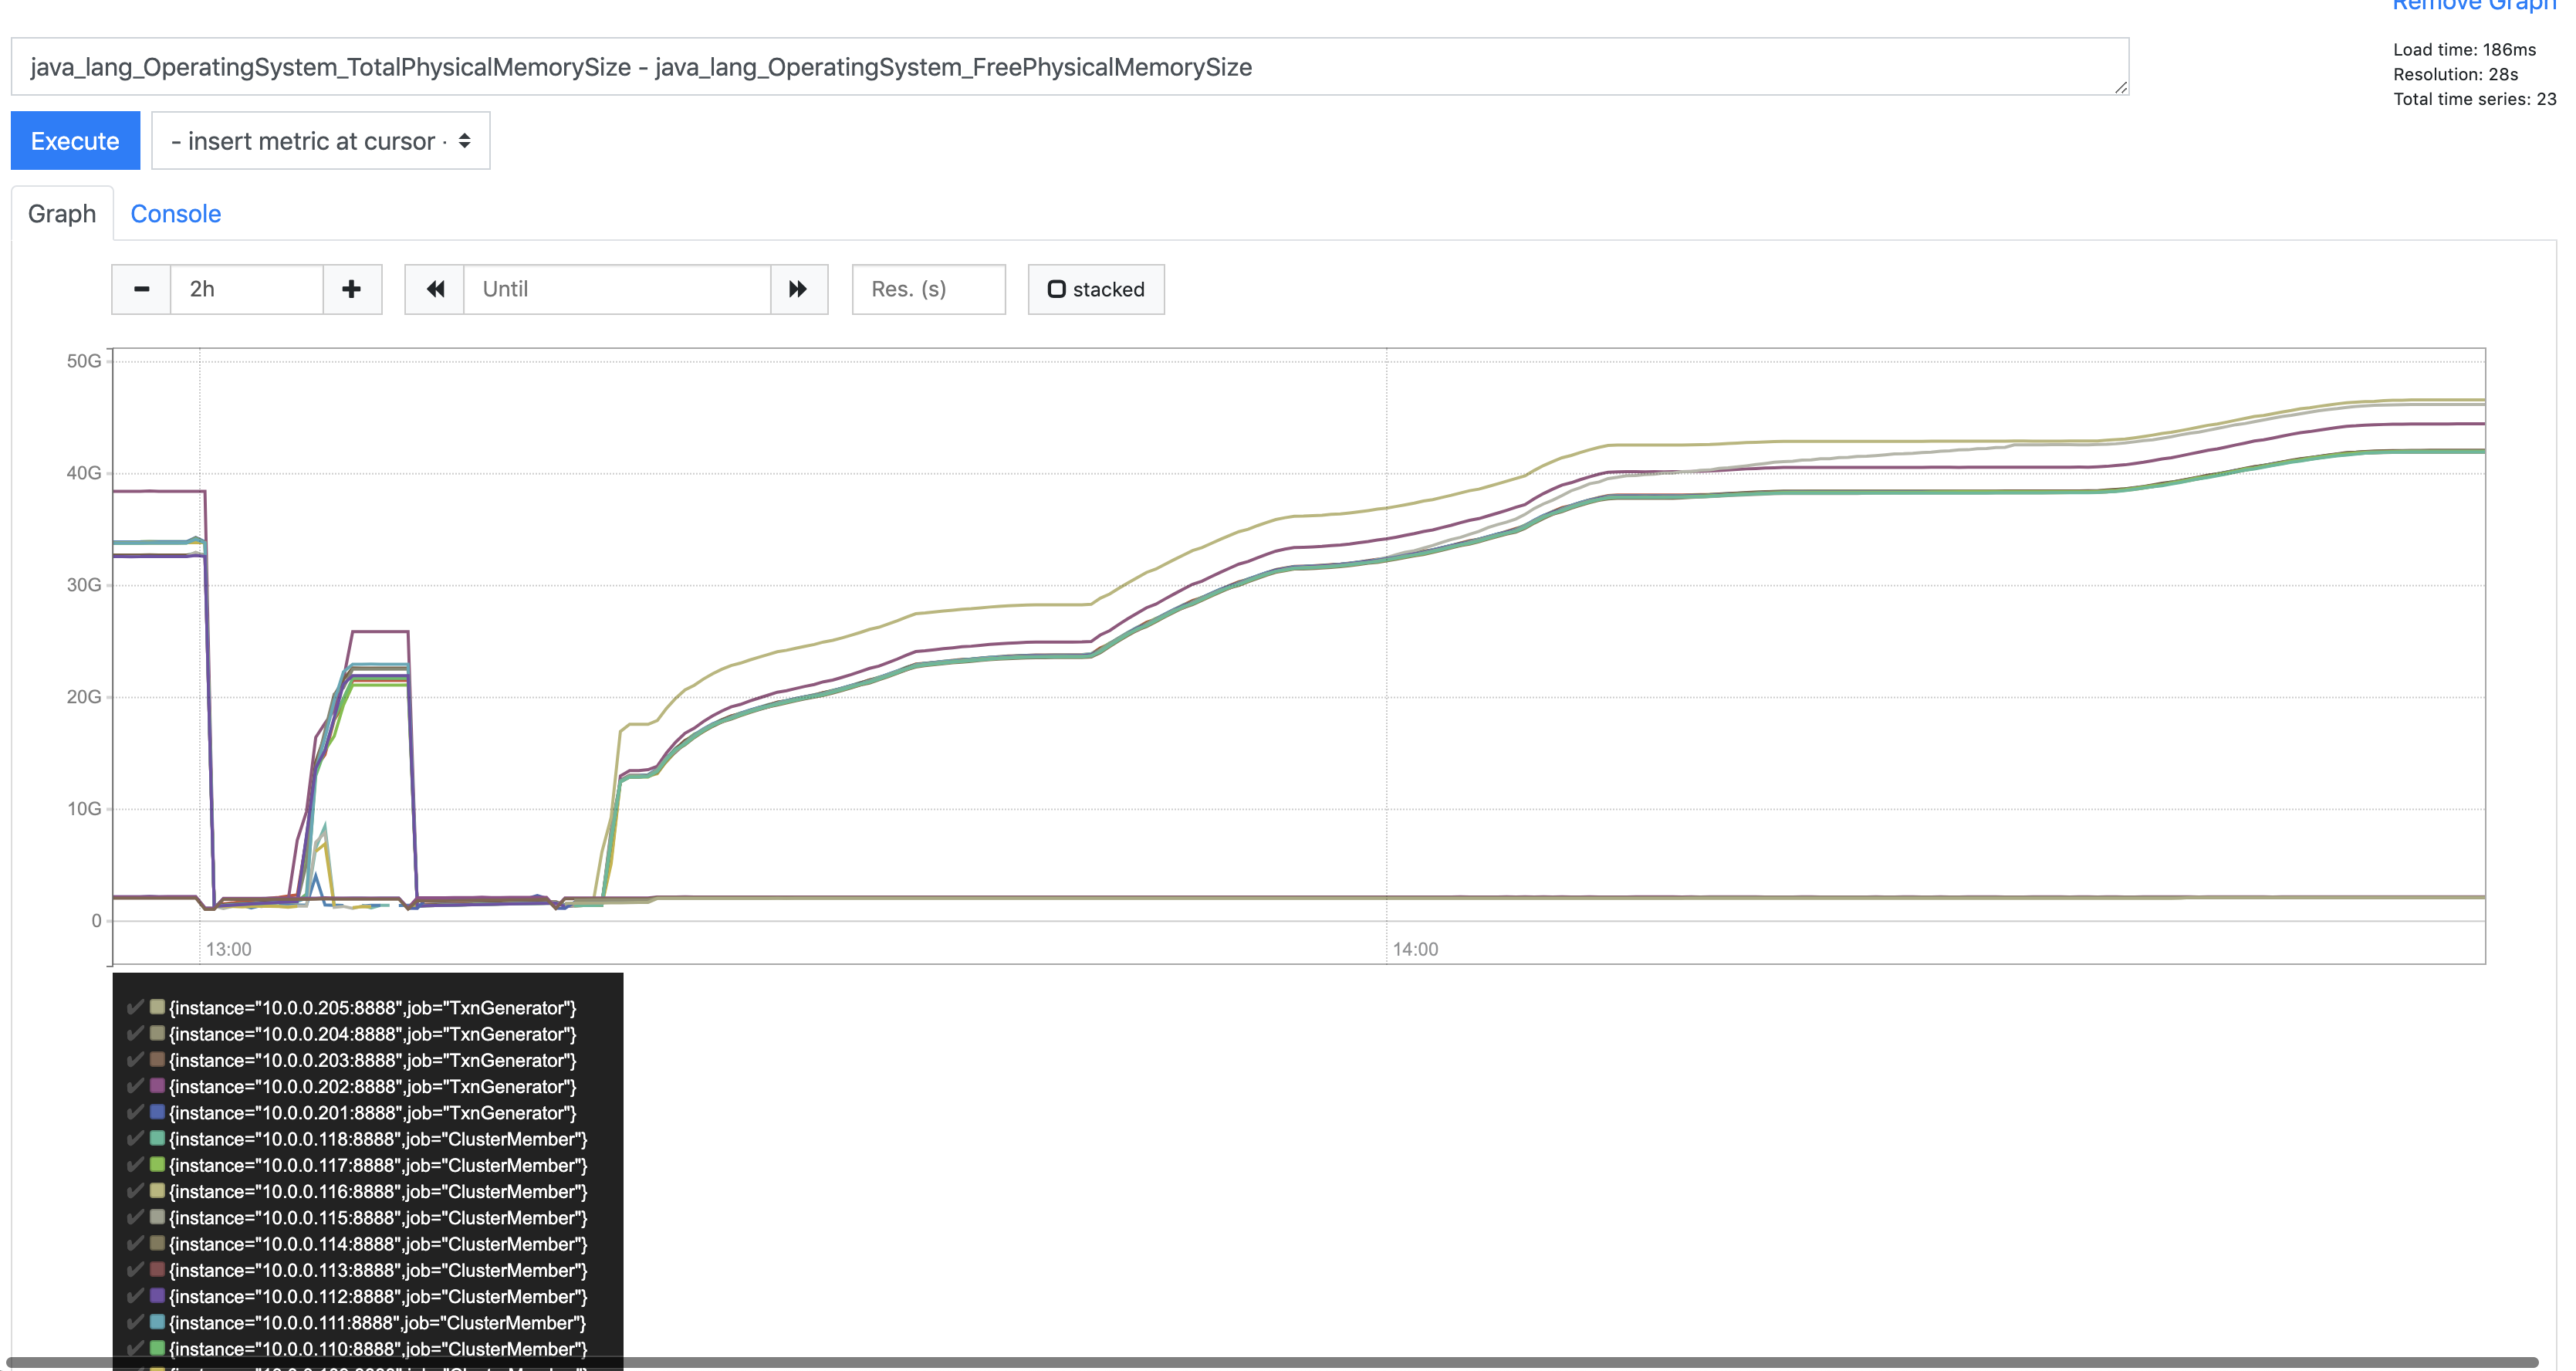 Remove Graph
java_lang_OperatingSystem_TotalPhysicalMemorySize - java_lang_OperatingSystem_FreePhysicalMemorySize
Load time: 186ms
Resolution: 28s
Total time series: 23
Execute
- insert metric at cursor -
Graph
Console
2h
Until
Res. (s)
stacked
50G
40G
30G
20G
10G
0
13:00
14:00
{instance="10.0.0.205:8888",job="TxnGenerator"}
{instance="10.0.0.204:8888",job="TxnGenerator"}
{instance="10.0.0.203:8888",job="TxnGenerator"}
{instance="10.0.0.202:8888",job="TxnGenerator"}
{instance="10.0.0.201:8888",job="TxnGenerator"}
{instance="10.0.0.118:8888",job="ClusterMember"}
{instance="10.0.0.117:8888",job="ClusterMember"}
{instance="10.0.0.116:8888",job="ClusterMember"}
{instance="10.0.0.115:8888",job="ClusterMember"}
{instance="10.0.0.114:8888",job="ClusterMember"}
{instance="10.0.0.113:8888",job="ClusterMember"}
{instance="10.0.0.112:8888",job="ClusterMember"}
{instance="10.0.0.111:8888",job="ClusterMember"}
{instance="10.0.0.110:8888",job="ClusterMember"}